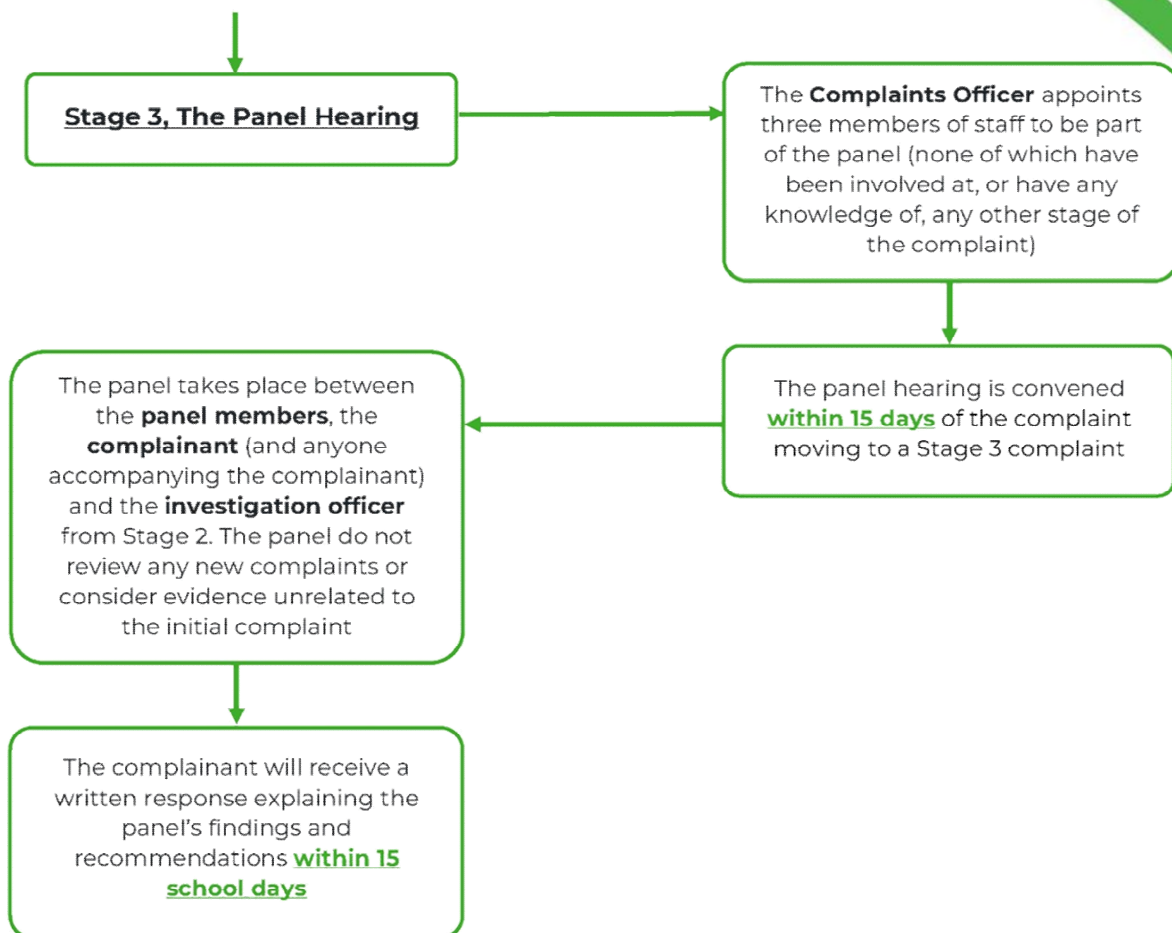 Stage 3, The Panel Hearing
The Complaints Officer appoints
three members of staff to be part
of the panel (none of which have
been involved at, or have any
knowledge of, any other stage of
the complaint)
The panel hearing is convened
within 15 days of the complaint
moving to a Stage 3 complaint
The panel takes place between
the panel members, the
complainant (and anyone
accompanying the complainant)
and the investigation officer
from Stage 2. The panel do not
review any new complaints or
consider evidence unrelated to
the initial complaint
The complainant will receive a
written response explaining the
panel's findings and
recommendations within 15
school days